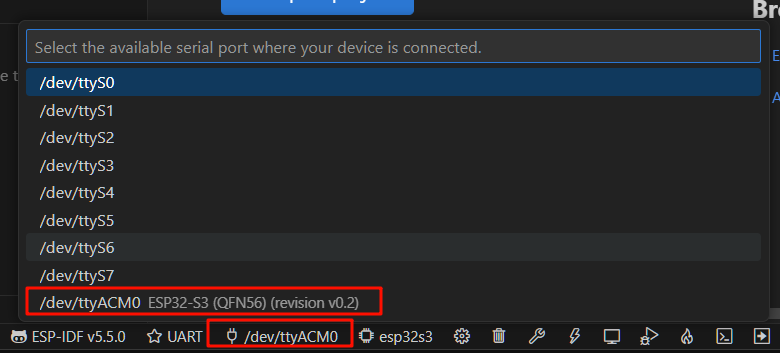 Br
Select the available serial port where your device is connected.
E
e t
/dev/ttyS0
A
/dev/ttyS1
/dev/ttyS2
/dev/ttyS3
/dev/ttyS4
/dev/ttyS5
/dev/ttyS6
/dev/ttyS7
/dev/ttyACM0 ESP32-S3 (QFN56) (revision v0.2)
ESP-IDF v5.5.0 UART /dev/ttyACM0 esp32s3